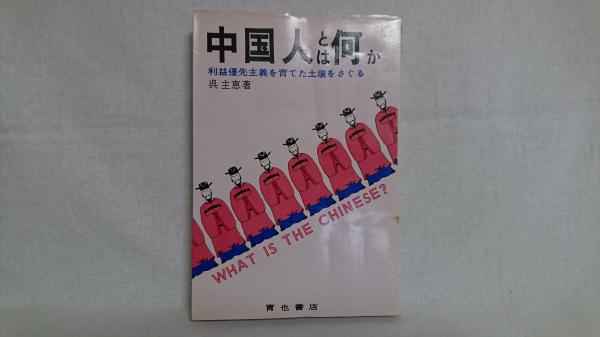 中国人とは何か
利益優先主義を育てた土壌をさぐる
呉主恵著
WHAT IS THE CHINESE?
青也書店